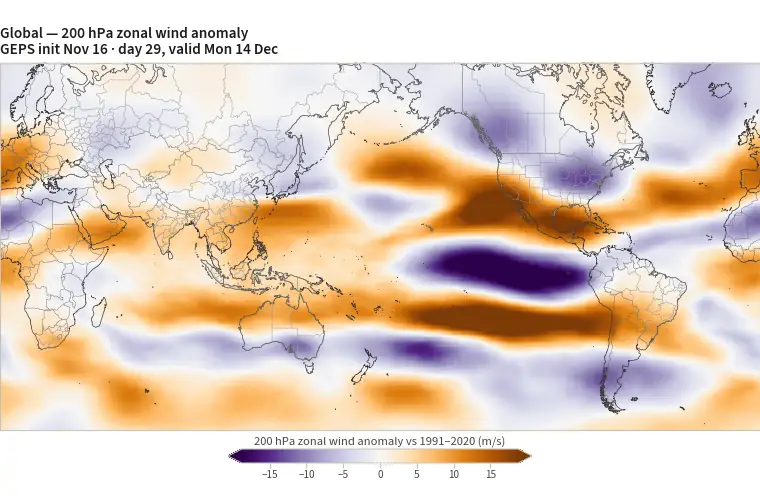 Global — 200 hPa zonal wind anomaly
GEPS init Nov 16 · day 29, valid Mon 14 Dec
200 hPa zonal wind anomaly vs 1991–2020 (m/s)
−15 −10 −5 0 5 10 15